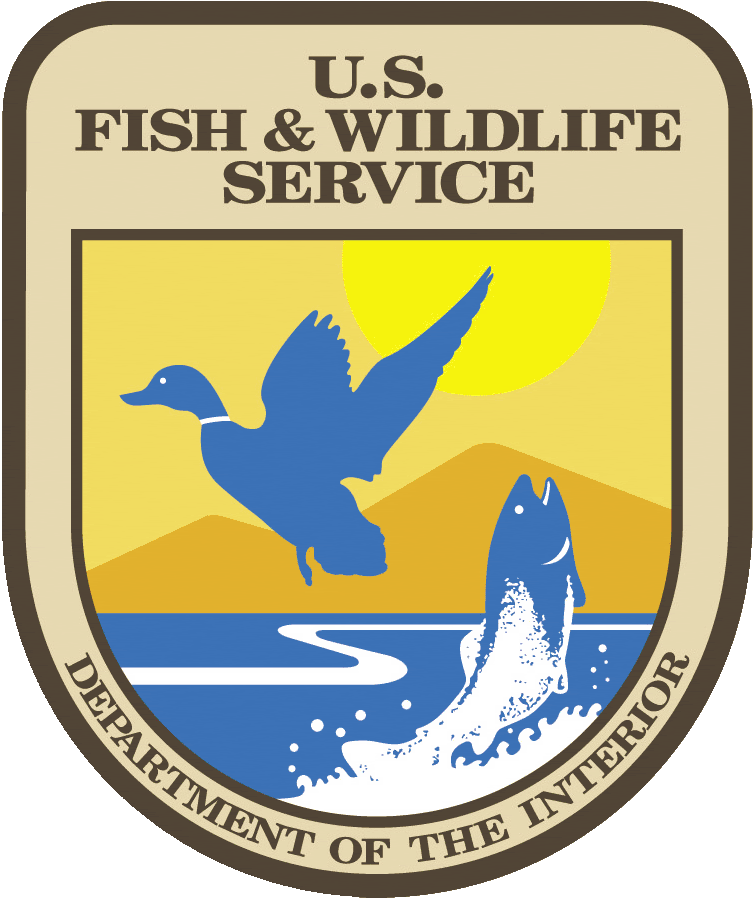 U.S.
FISH & WILDLIFE
SERVICE
DEPARTMENT OF THE INTERIOR